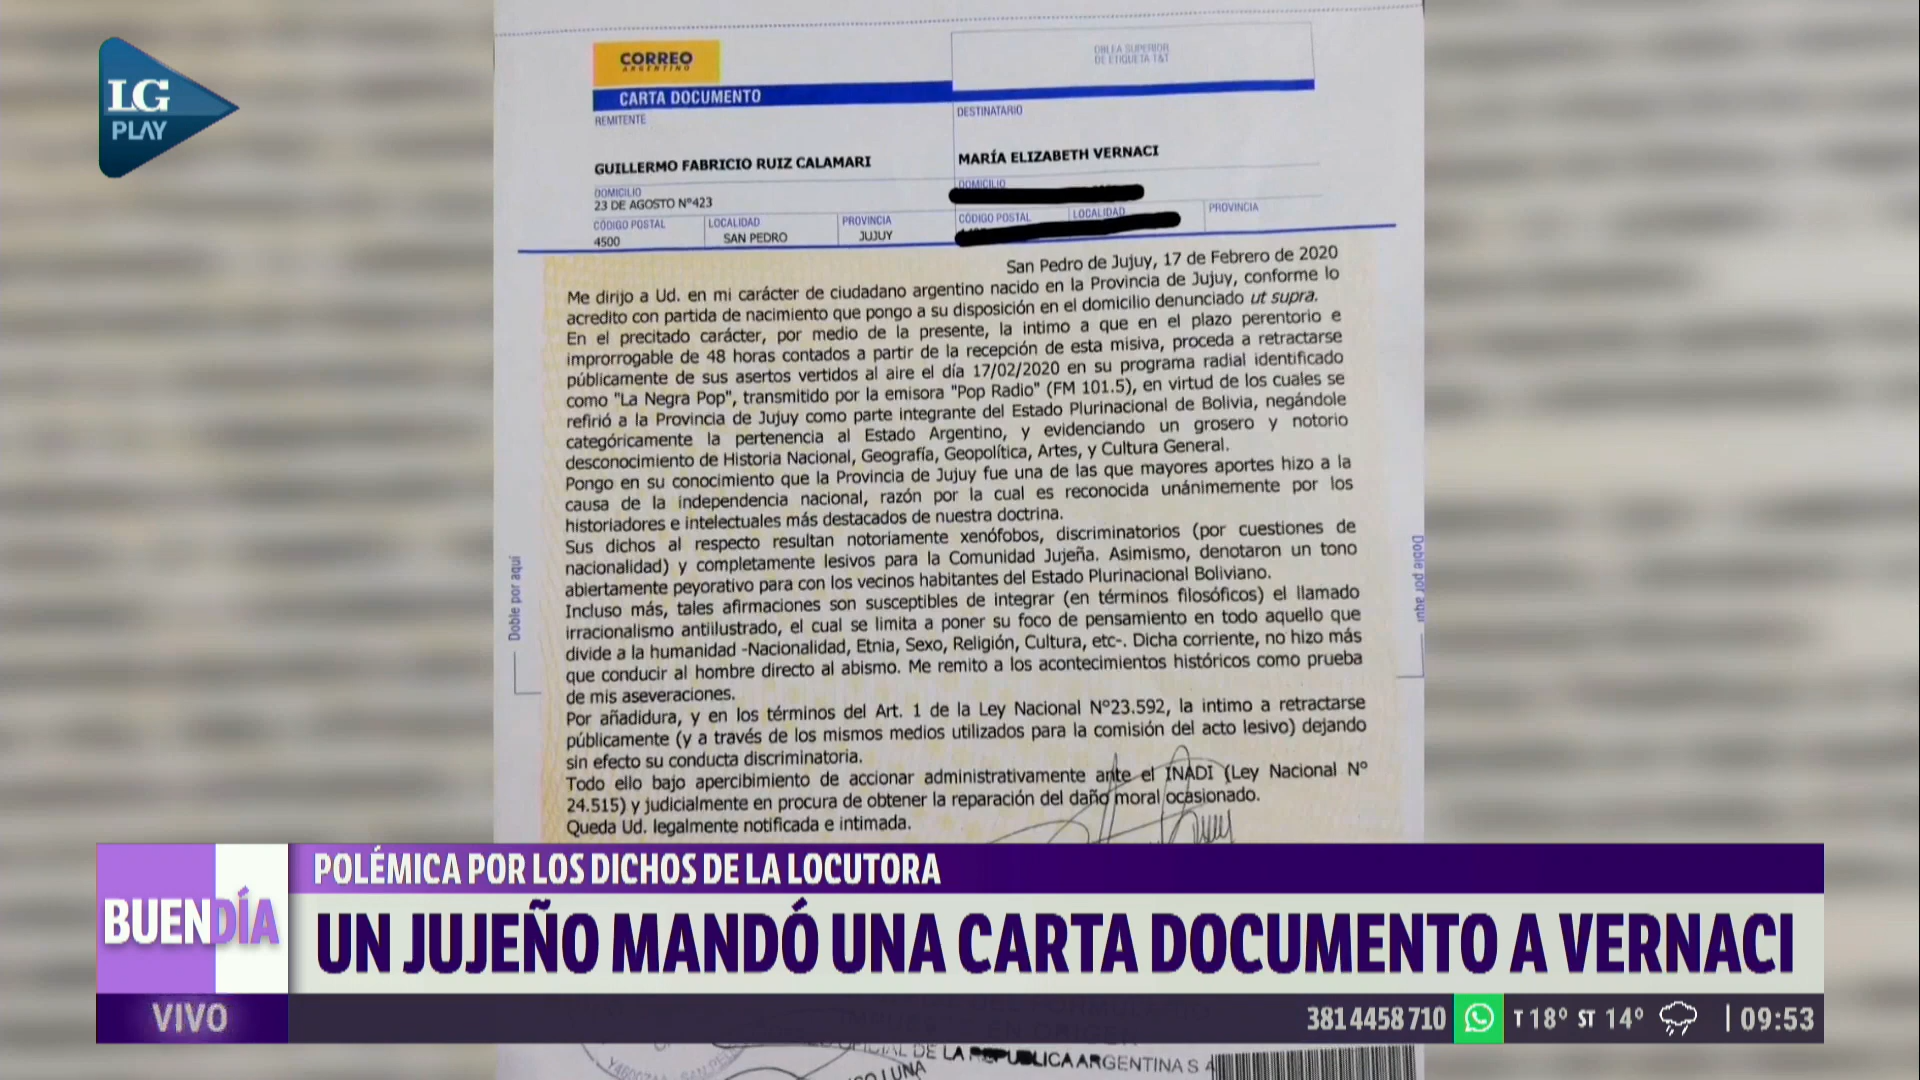 LG
PLAY
CORREO
ARGENTINO
OBLEA SUPERIOR
DE ETIQUETA T&T
CARTA DOCUMENTO
REMITENTE
DESTINATARIO
GUILLERMO FABRICIO RUIZ CALAMARI
MARÍA ELIZABETH VERNACI
DOMICILIO
23 DE AGOSTO Nº423
DOMICILIO
CÓDIGO POSTAL LOCALIDAD PROVINCIA
4500 SAN PEDRO JUJUY
CÓDIGO POSTAL LOCALIDAD PROVINCIA
San Pedro de Jujuy, 17 de Febrero de 2020
Me dirijo a Ud. en mi carácter de ciudadano argentino nacido en la Provincia de Jujuy, conforme lo
acredito con partida de nacimiento que pongo a su disposición en el domicilio denunciado ut supra.
En el precitado carácter, por medio de la presente, la intimo a que en el plazo perentorio e
improrrogable de 48 horas contados a partir de la recepción de esta misiva, proceda a retractarse
públicamente de sus asertos vertidos al aire el día 17/02/2020 en su programa radial identificado
como "La Negra Pop", transmitido por la emisora "Pop Radio" (FM 101.5), en virtud de los cuales se
refirió a la Provincia de Jujuy como parte integrante del Estado Plurinacional de Bolivia, negándole
categóricamente la pertenencia al Estado Argentino, y evidenciando un grosero y notorio
desconocimiento de Historia Nacional, Geografía, Geopolítica, Artes, y Cultura General.
Pongo en su conocimiento que la Provincia de Jujuy fue una de las que mayores aportes hizo a la
causa de la independencia nacional, razón por la cual es reconocida unánimemente por los
historiadores e intelectuales más destacados de nuestra doctrina.
Sus dichos al respecto resultan notoriamente xenófobos, discriminatorios (por cuestiones de
nacionalidad) y completamente lesivos para la Comunidad Jujeña. Asimismo, denotaron un tono
abiertamente peyorativo para con los vecinos habitantes del Estado Plurinacional Boliviano.
Incluso más, tales afirmaciones son susceptibles de integrar (en términos filosóficos) el llamado
irracionalismo antiilustrado, el cual se limita a poner su foco de pensamiento en todo aquello que
divide a la humanidad -Nacionalidad, Etnia, Sexo, Religión, Cultura, etc-. Dicha corriente, no hizo más
que conducir al hombre directo al abismo. Me remito a los acontecimientos históricos como prueba
de mis aseveraciones.
Por añadidura, y en los términos del Art. 1 de la Ley Nacional Nº23.592, la intimo a retractarse
públicamente (y a través de los mismos medios utilizados para la comisión del acto lesivo) dejando
sin efecto su conducta discriminatoria.
Todo ello bajo apercibimiento de accionar administrativamente ante el INADI (Ley Nacional Nº
24.515) y judicialmente en procura de obtener la reparación del daño moral ocasionado.
Queda Ud. legalmente notificada e intimada.
Doble por aquí
Doble por aquí
POLÉMICA POR LOS DICHOS DE LA LOCUTORA
BUENDÍA
UN JUJEÑO MANDÓ UNA CARTA DOCUMENTO A VERNACI
VIVO
381 4458 710 T 18º ST 14º 09:53
OFICIAL DE LA REPUBLICA ARGENTINA S
LUNA